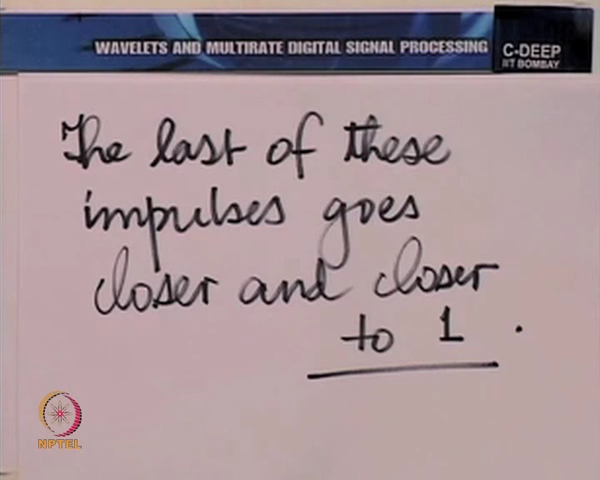 WAVELETS AND MULTIRATE DIGITAL SIGNAL PROCESSING
C-DEEP
IIT BOMBAY
The last of these
impulses goes
closer and closer
to 1.
NPTEL